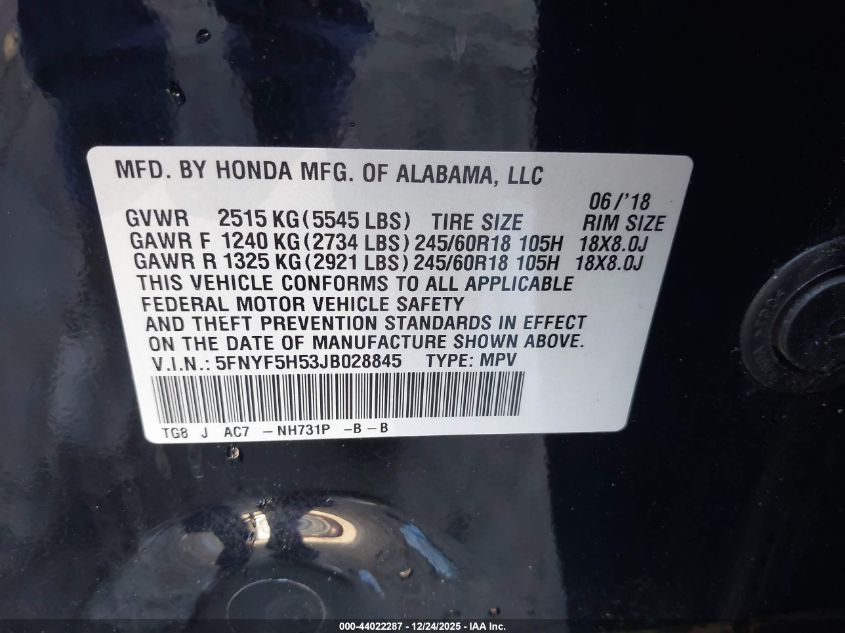 MFD. BY HONDA MFG. OF ALABAMA, LLC
06/'18
GVWR 2515 KG (5545 LBS) TIRE SIZE RIM SIZE
GAWR F 1240 KG (2734 LBS) 245/60R18 105H 18X8.0J
GAWR R 1325 KG (2921 LBS) 245/60R18 105H 18X8.0J
THIS VEHICLE CONFORMS TO ALL APPLICABLE
FEDERAL MOTOR VEHICLE SAFETY
AND THEFT PREVENTION STANDARDS IN EFFECT
ON THE DATE OF MANUFACTURE SHOWN ABOVE.
V.I.N.: 5FNYF5H53JB028845 TYPE: MPV
TG8 J AC7 -NH731P -B-B
000-44022287 - 12/24/2025 - IAA Inc.